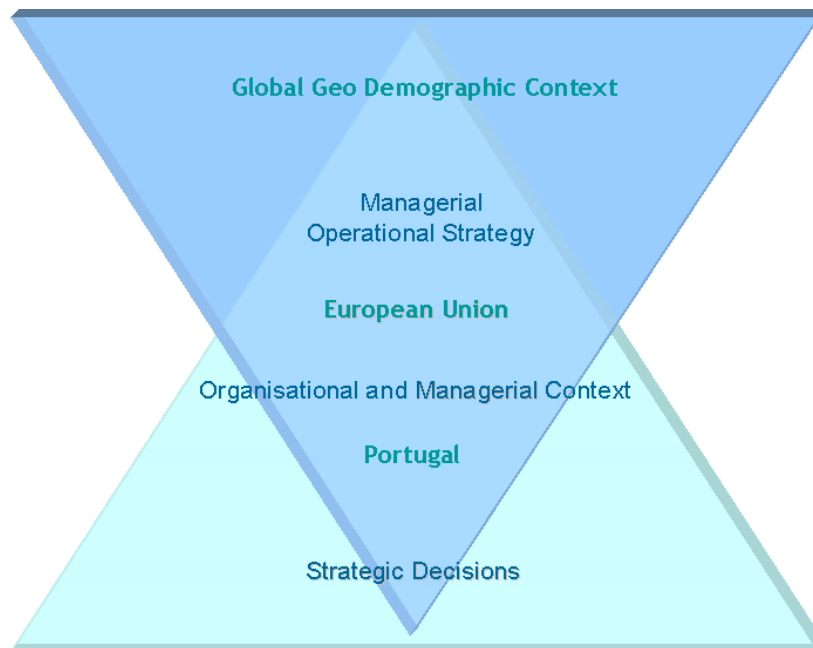 Global Geo Demographic Context
Managerial
Operational Strategy
European Union
Organisational and Managerial Context
Portugal
Strategic Decisions